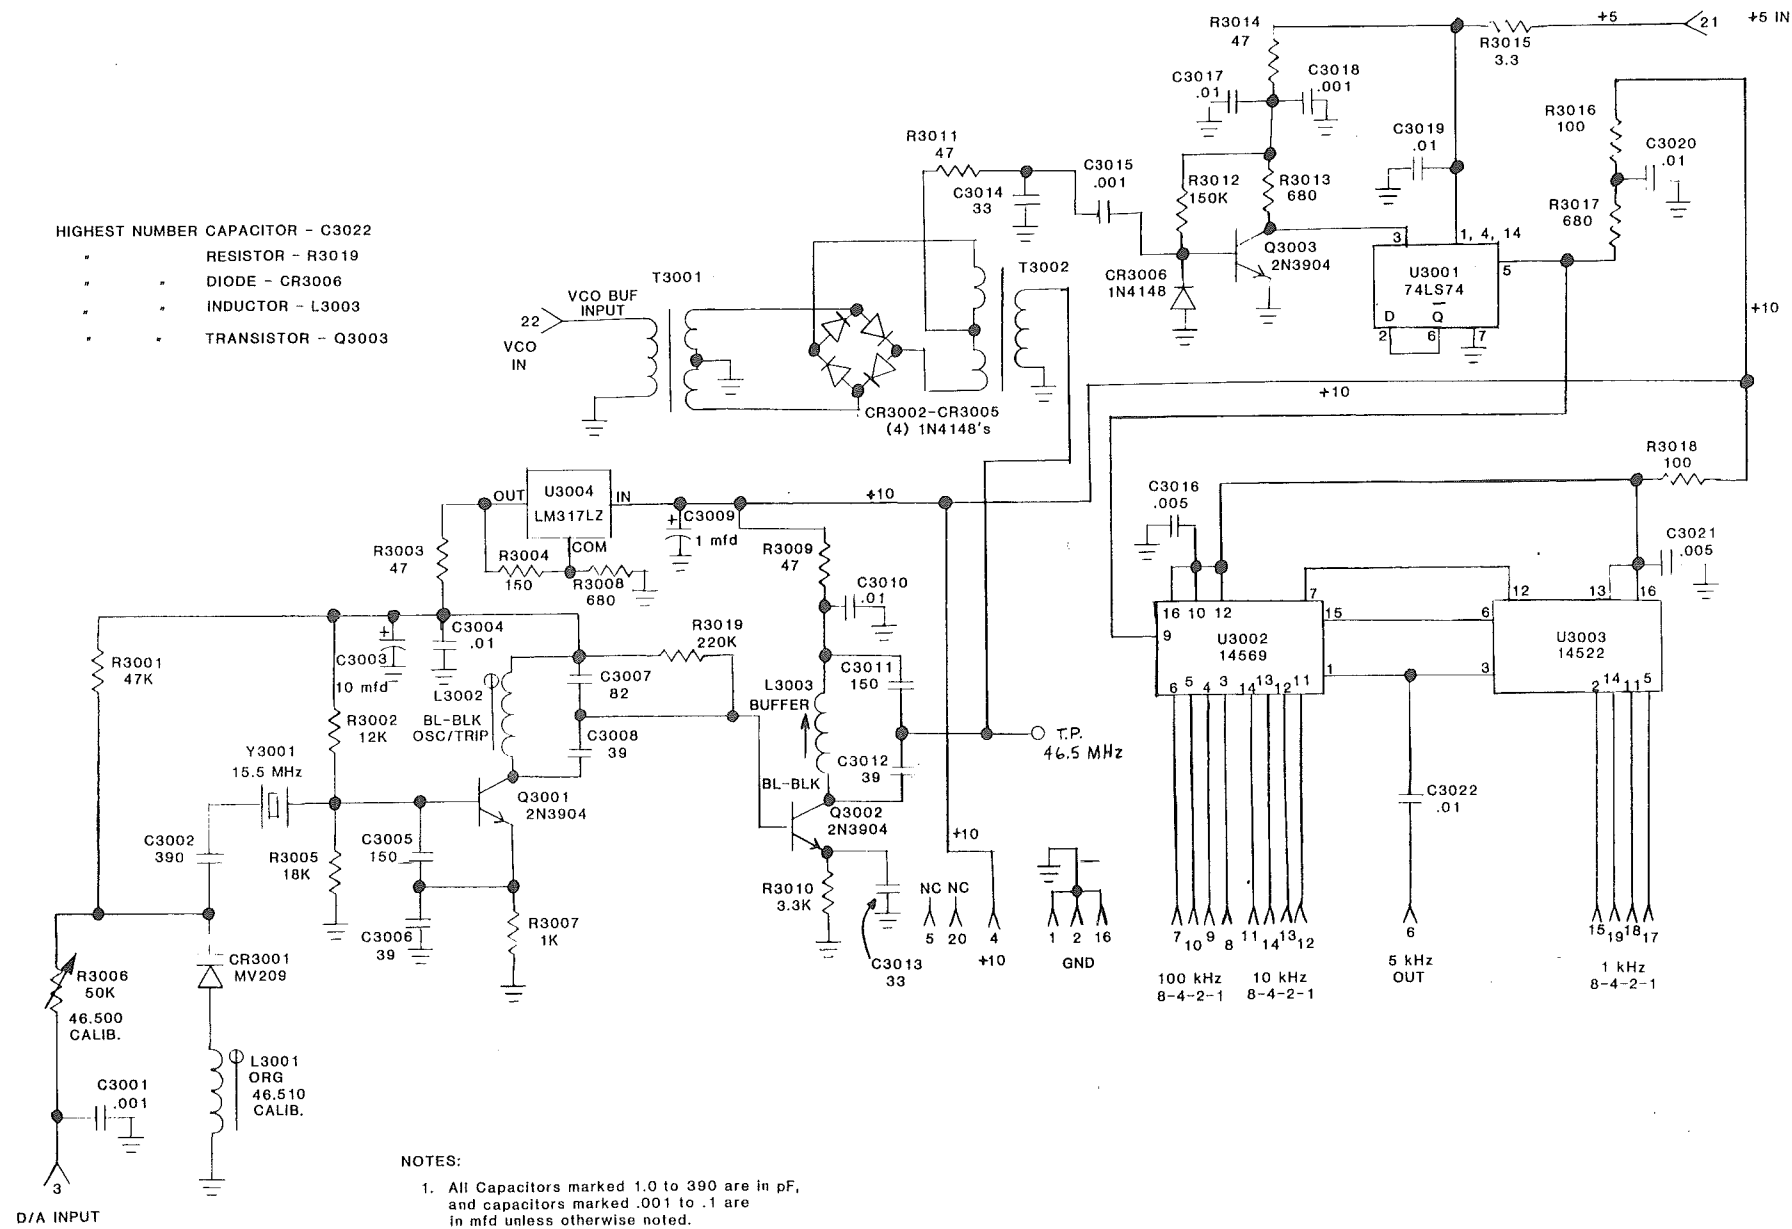 R3014
47
+5
21
+5 IN
R3015
3.3
C3017
.01
C3018
.001
R3016
100
R3011
47
C3019
.01
C3020
.01
C3015
.001
R3012
150K
R3013
680
C3014
33
R3017
680
HIGHEST NUMBER CAPACITOR - C3022
" RESISTOR - R3019
" " DIODE - CR3006
" " INDUCTOR - L3003
" " TRANSISTOR - Q3003
3
1, 4, 14
Q3003
2N3904
T3001
T3002
CR3006
1N4148
U3001
74LS74
5
VCO BUF
INPUT
22
VCO
IN
D
Q
2
6
7
+10
+10
CR3002-CR3005
(4) 1N4148's
R3018
100
OUT
U3004
LM317LZ
IN
COM
+10
C3016
.005
+
C3009
1 mfd
R3003
47
R3004
150
R3008
680
R3009
47
C3021
.005
C3010
.01
16
10
12
7
12
13
16
9
U3002
14569
15
1
6
3
U3003
14522
6
5
4
3
14
13
12
11
2
14
11
5
R3001
47K
+
C3003
10 mfd
C3004
.01
R3019
220K
L3002
BL-BLK
OSC/TRIP
C3007
82
C3008
39
L3003
BUFFER
BL-BLK
C3011
150
C3012
39
T.P.
46.5 MHz
R3002
12K
Y3001
15.5 MHz
Q3001
2N3904
Q3002
2N3904
C3022
.01
C3002
390
R3005
18K
C3005
150
+10
R3010
3.3K
NC NC
5
20
4
+10
1
2
16
GND
7
10
9
8
11
14
13
12
6
15
19
18
17
C3006
39
R3007
1K
C3013
33
100 kHz
8-4-2-1
10 kHz
8-4-2-1
5 kHz
OUT
1 kHz
8-4-2-1
CR3001
MV209
R3006
50K
46.500
CALIB.
L3001
ORG
46.510
CALIB.
C3001
.001
3
D/A INPUT
NOTES:
1. All Capacitors marked 1.0 to 390 are in pF,
and capacitors marked .001 to .1 are
in mfd unless otherwise noted.